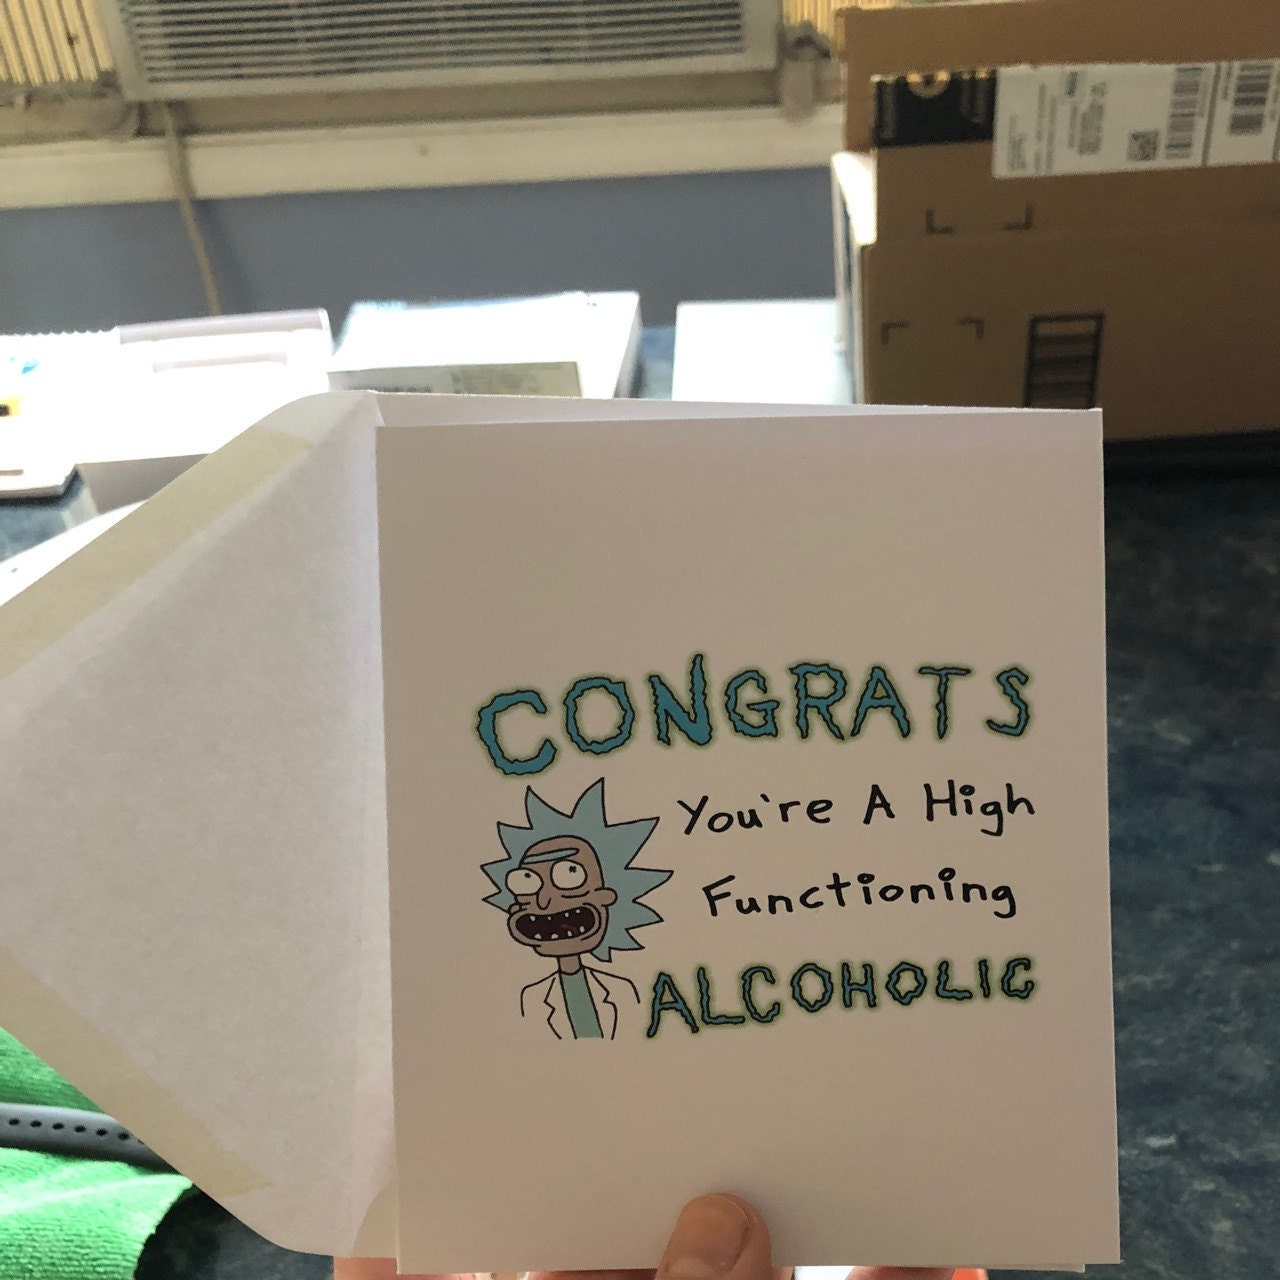 CONGRATS
You're A High
Functioning
ALCOHOLIC